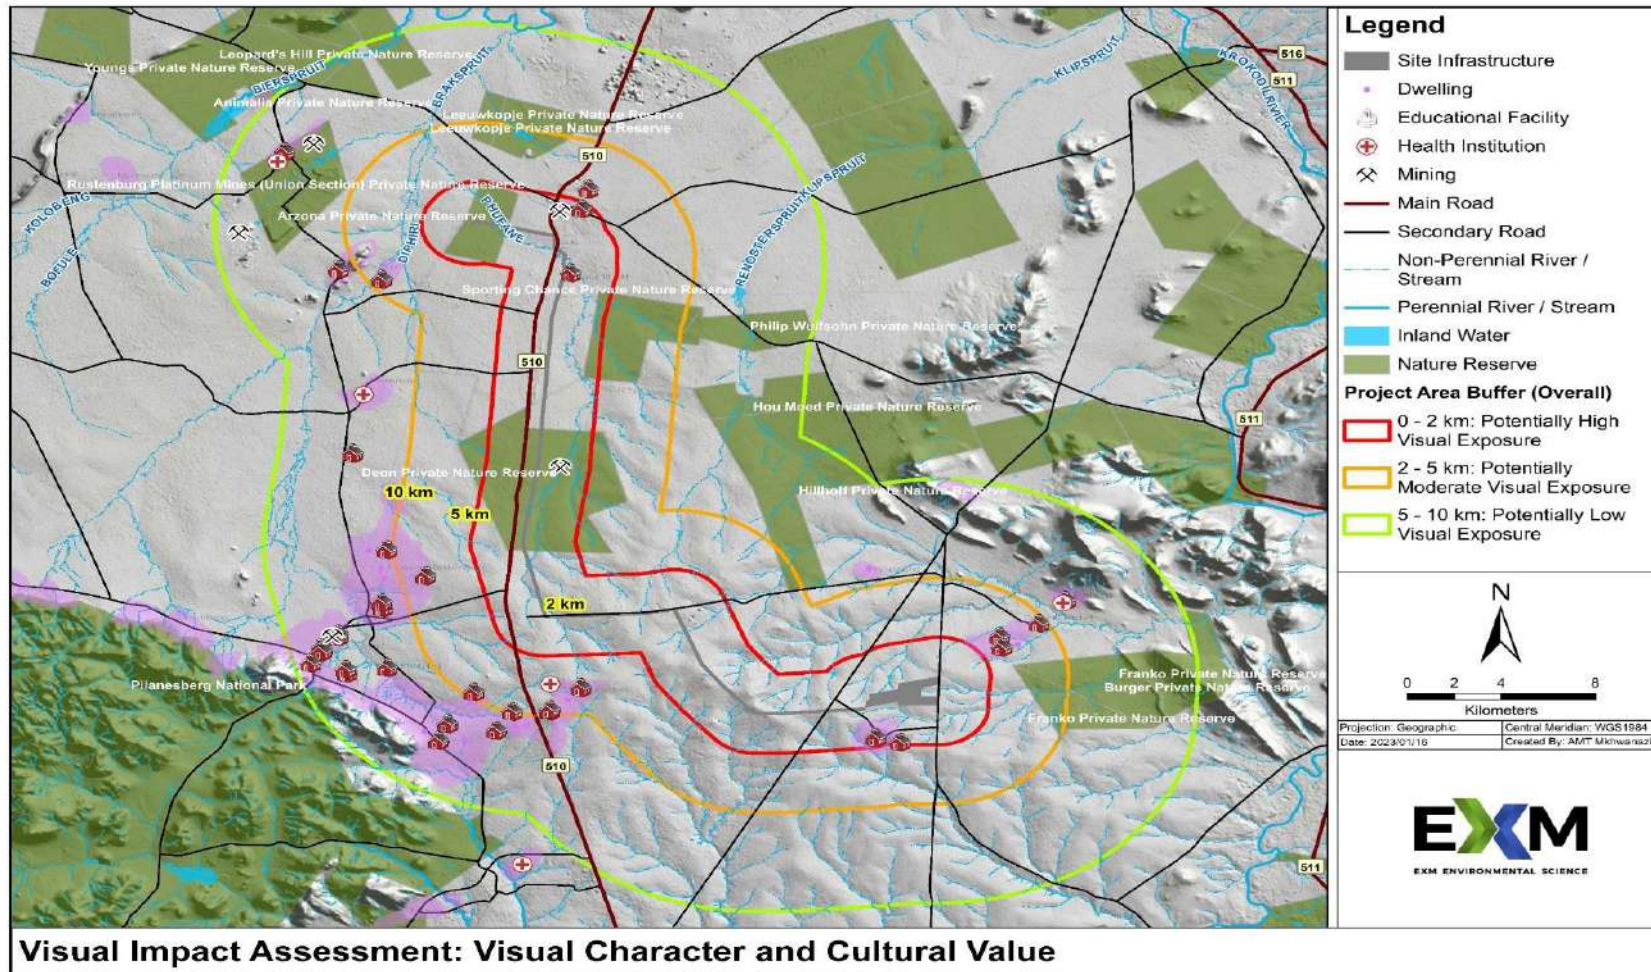 Leopard's Hill Private Nature Reserve
Youngs Private Nature Reserve
BIERKSPRUIT
BRAKSPRUIT
KLIPSPRUIT
KROKODILRIVIER
516
511
Animalia Private Nature Reserve
Leeuwkopje Private Nature Reserve
Leeuwkopje Private Nature Reserve
510
Rustenburg Platinum Mines (Union Section) Private Nature Reserve
KOLOBENG
BOFULE
Arzona Private Nature Reserve
DIPHIRI
PHUFANE
RENOSTERSPRUIT
KLIPSPRUIT
Sporting Chance Private Nature Reserve
Philip Wulfsohn Private Nature Reserve
510
Hou Moed Private Nature Reserve
511
Deon Private Nature Reserve
10 km
5 km
Hillhoff Private Nature Reserve
2 km
Pilanesberg National Park
Franko Private Nature Reserve
Burger Private Nature Reserve
Franko Private Nature Reserve
510
511
Legend
Site Infrastructure
Dwelling
Educational Facility
Health Institution
Mining
Main Road
Secondary Road
Non-Perennial River /
Stream
Perennial River / Stream
Inland Water
Nature Reserve
Project Area Buffer (Overall)
0 - 2 km: Potentially High
Visual Exposure
2 - 5 km: Potentially
Moderate Visual Exposure
5 - 10 km: Potentially Low
Visual Exposure
N
0 2 4 8
Kilometers
Projection: Geographic
Central Meridian: WGS1984
Date: 2023/01/16
Created By: AMT Mkhwanazi
EXM
EXM ENVIRONMENTAL SCIENCE
Visual Impact Assessment: Visual Character and Cultural Value